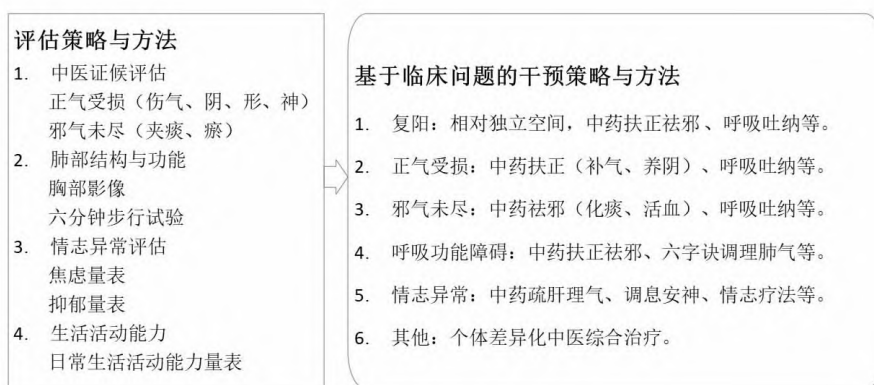 评估策略与方法
1. 中医证候评估
正气受损（伤气、阴、形、神）
邪气未尽（夹痰、瘀）
2. 肺部结构与功能
胸部影像
六分钟步行试验
3. 情志异常评估
焦虑量表
抑郁量表
4. 生活活动能力
日常生活活动能力量表
基于临床问题的干预策略与方法
1. 复阳：相对独立空间，中药扶正祛邪、呼吸吐纳等。
2. 正气受损：中药扶正（补气、养阴）、呼吸吐纳等。
3. 邪气未尽：中药祛邪（化痰、活血）、呼吸吐纳等。
4. 呼吸功能障碍：中药扶正祛邪、六字诀调理肺气等。
5. 情志异常：中药疏肝理气、调息安神、情志疗法等。
6. 其他：个体差异化中医综合治疗。